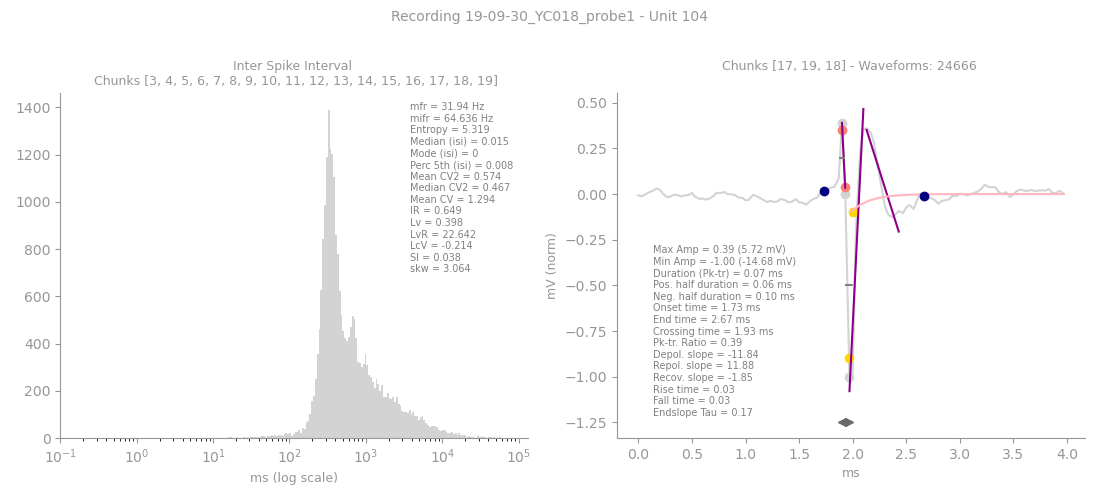 Recording 19-09-30_YC018_probe1 - Unit 104
Inter Spike Interval
Chunks [3, 4, 5, 6, 7, 8, 9, 10, 11, 12, 13, 14, 15, 16, 17, 18, 19]
1400
1200
1000
800
600
400
200
0
mfr = 31.94 Hz
mifr = 64.636 Hz
Entropy = 5.319
Median (isi) = 0.015
Mode (isi) = 0
Perc 5th (isi) = 0.008
Mean CV2 = 0.574
Median CV2 = 0.467
Mean CV = 1.294
IR = 0.649
Lv = 0.398
LvR = 22.642
LcV = -0.214
SI = 0.038
skw = 3.064
10⁻¹ 10⁰ 10¹ 10² 10³ 10⁴ 10⁵
ms (log scale)
Chunks [17, 19, 18] - Waveforms: 24666
mV (norm)
0.50
0.25
0.00
−0.25
−0.50
−0.75
−1.00
−1.25
Max Amp = 0.39 (5.72 mV)
Min Amp = -1.00 (-14.68 mV)
Duration (Pk-tr) = 0.07 ms
Pos. half duration = 0.06 ms
Neg. half duration = 0.10 ms
Onset time = 1.73 ms
End time = 2.67 ms
Crossing time = 1.93 ms
Pk-tr. Ratio = 0.39
Depol. slope = -11.84
Repol. slope = 11.88
Recov. slope = -1.85
Rise time = 0.03
Fall time = 0.03
Endslope Tau = 0.17
0.0 0.5 1.0 1.5 2.0 2.5 3.0 3.5 4.0
ms